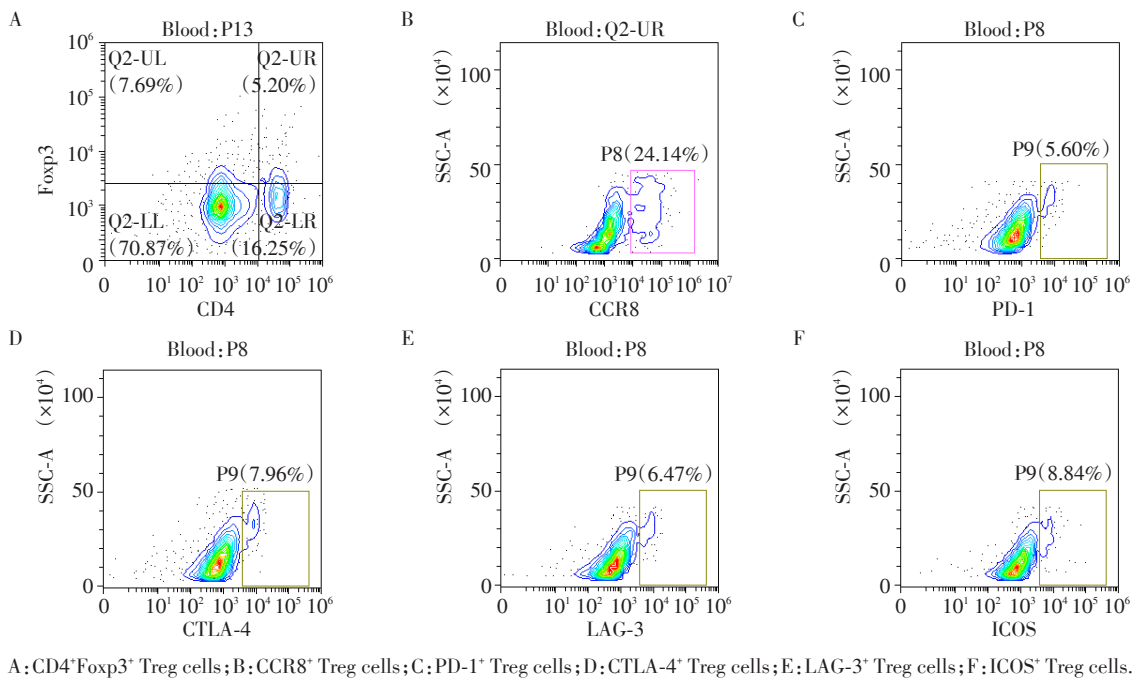 A
Blood:P13
10⁶
10⁵
10⁴
10³
0
Foxp3
Q2-UL
(7.69%)
Q2-UR
(5.20%)
Q2-LL
(70.87%)
Q2-LR
(16.25%)
0 10¹ 10² 10³ 10⁴ 10⁵ 10⁶
CD4
B
Blood:Q2-UR
SSC-A (×10⁴)
100
50
0
P8(24.14%)
0 10¹ 10² 10³ 10⁴ 10⁵ 10⁶ 10⁷
CCR8
C
Blood:P8
SSC-A (×10⁴)
100
50
0
P9(5.60%)
0 10¹ 10² 10³ 10⁴ 10⁵ 10⁶
PD-1
D
Blood:P8
SSC-A (×10⁴)
100
50
0
P9(7.96%)
0 10¹ 10² 10³ 10⁴ 10⁵ 10⁶
CTLA-4
E
Blood:P8
SSC-A (×10⁴)
100
50
0
P9(6.47%)
0 10¹ 10² 10³ 10⁴ 10⁵ 10⁶
LAG-3
F
Blood:P8
SSC-A (×10⁴)
100
50
0
P9(8.84%)
0 10¹ 10² 10³ 10⁴ 10⁵ 10⁶
ICOS
A:CD4⁺Foxp3⁺ Treg cells;B:CCR8⁺ Treg cells;C:PD-1⁺ Treg cells;D:CTLA-4⁺ Treg cells;E:LAG-3⁺ Treg cells;F:ICOS⁺ Treg cells.